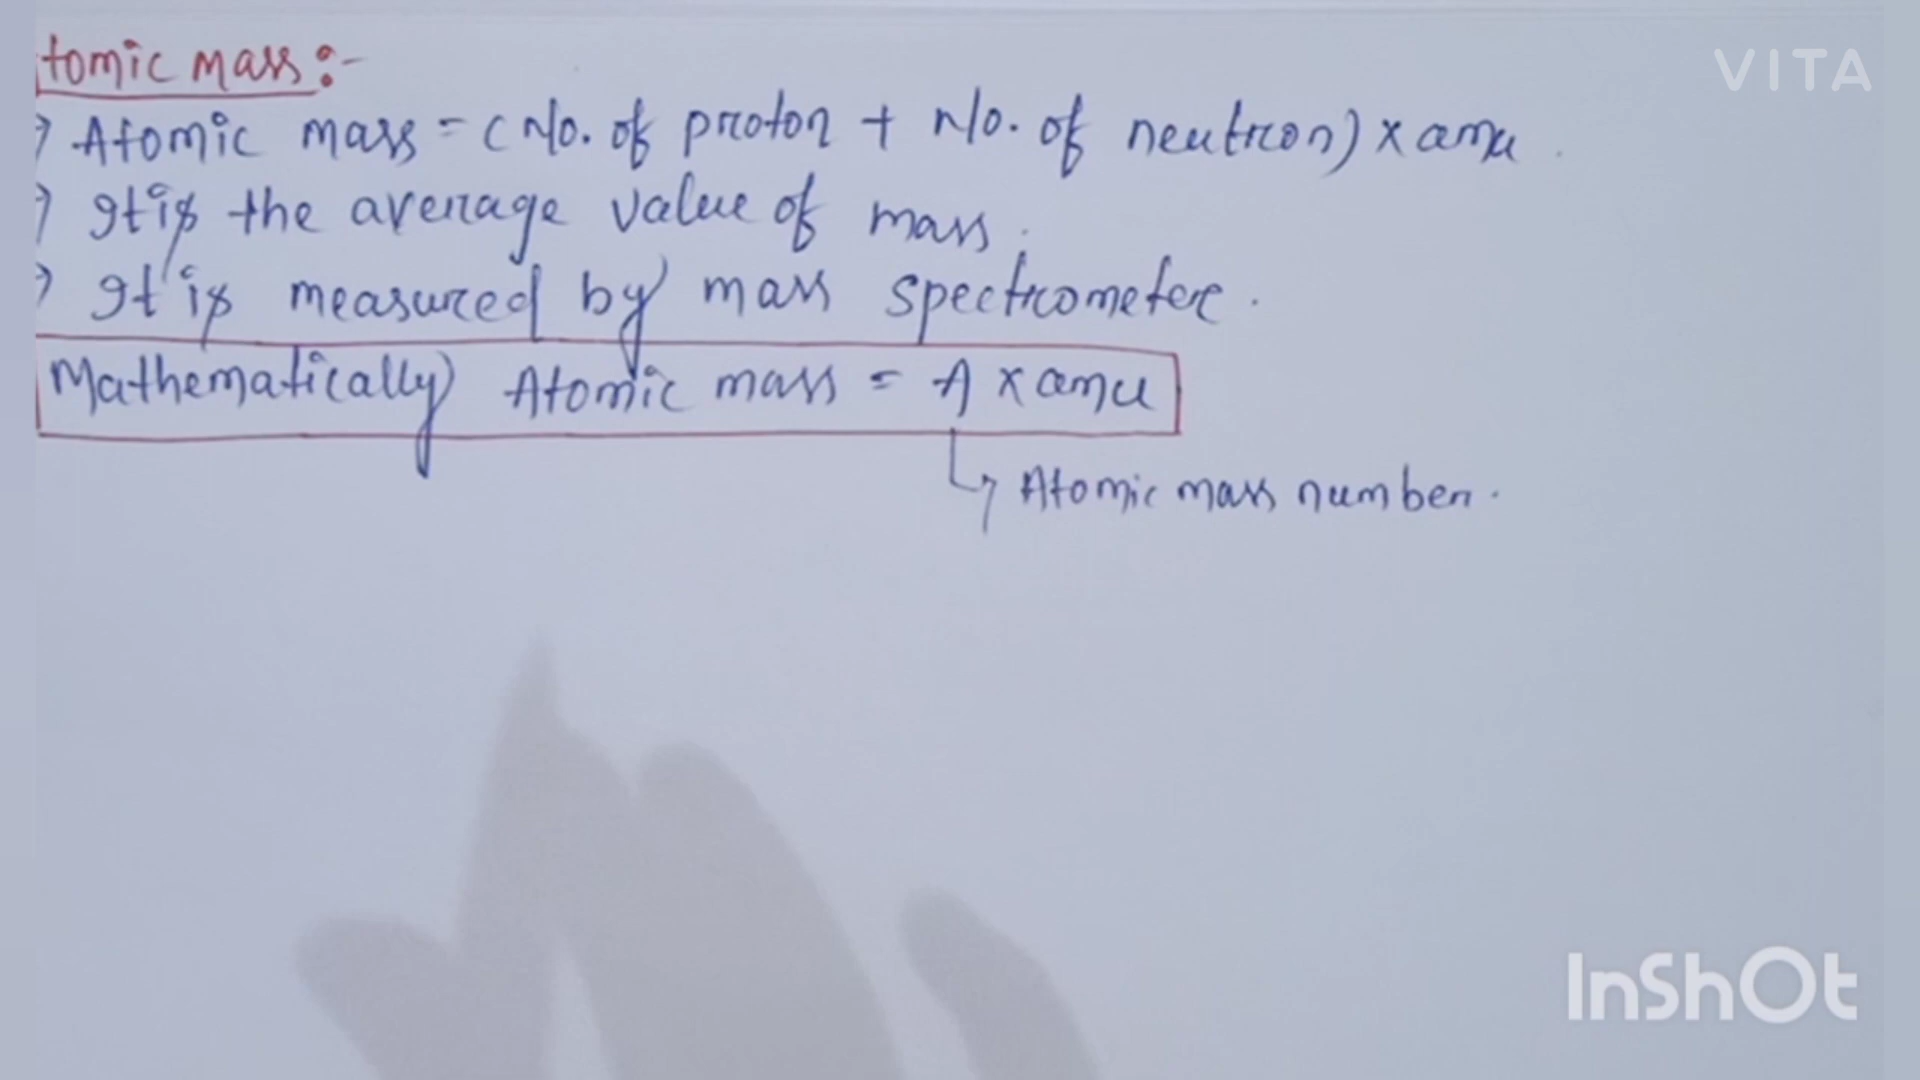 tomic mass :-
VITA
Atomic mass = (No. of proton + No. of neutron) x amu
It is the average value of mass.
It is measured by mass spectrometer.
Mathematically Atomic mass = A x amu
Atomic mass number.
InShOt